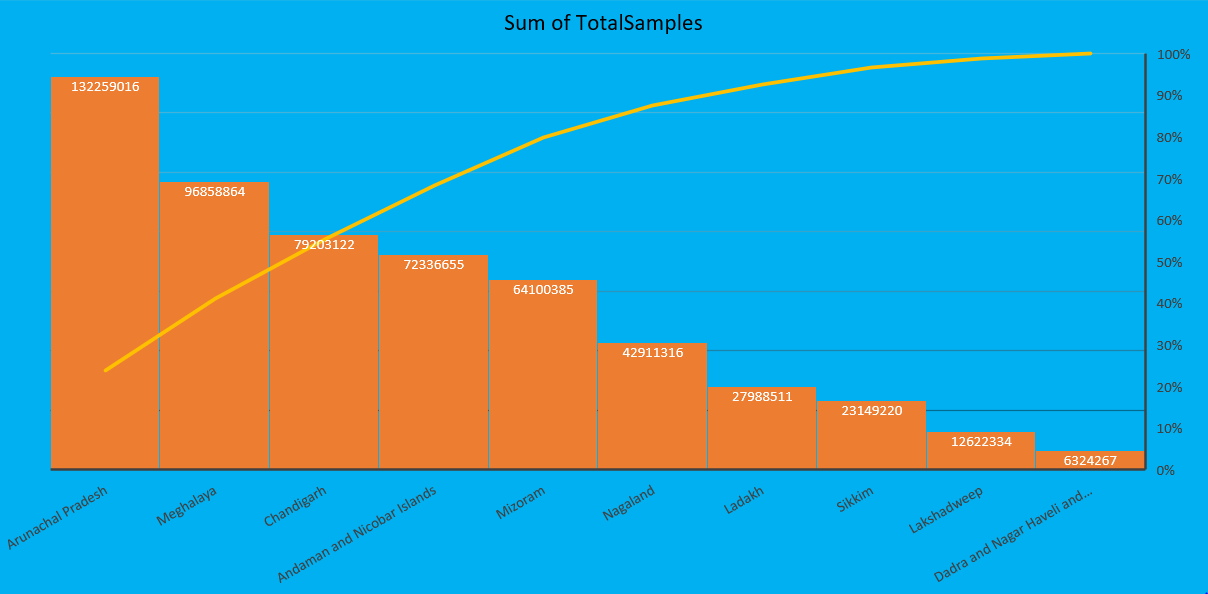 Sum of TotalSamples
100%
90%
80%
70%
60%
50%
40%
30%
20%
10%
0%
132259016
96858864
79203122
72336655
64100385
42911316
27988511
23149220
12622334
6324267
Arunachal Pradesh
Meghalaya
Chandigarh
Andaman and Nicobar Islands
Mizoram
Nagaland
Ladakh
Sikkim
Lakshadweep
Dadra and Nagar Haveli and...